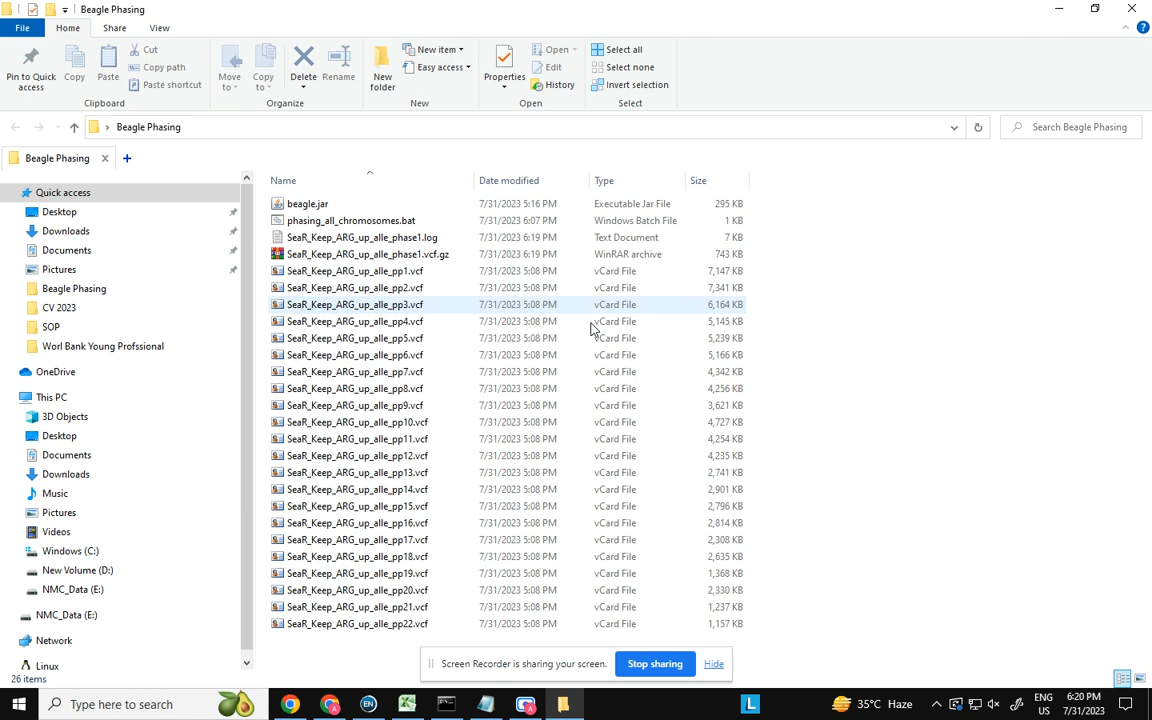 Beagle Phasing
File Home Share View
Pin to Quick access
Copy
Paste
Cut
Copy path
Paste shortcut
Clipboard
Move to
Copy to
Delete
Rename
Organize
New folder
New item
Easy access
New
Properties
Open
Edit
History
Open
Select all
Select none
Invert selection
Select
Beagle Phasing
Search Beagle Phasing
Beagle Phasing
Quick access
Desktop
Downloads
Documents
Pictures
Beagle Phasing
CV 2023
SOP
Worl Bank Young Profssional
OneDrive
This PC
3D Objects
Desktop
Documents
Downloads
Music
Pictures
Videos
Windows (C:)
New Volume (D:)
NMC_Data (E:)
NMC_Data (E:)
Network
Linux
26 items
Name Date modified Type Size
beagle.jar 7/31/2023 5:16 PM Executable Jar File 295 KB
phasing_all_chromosomes.bat 7/31/2023 6:07 PM Windows Batch File 1 KB
SeaR_Keep_ARG_up_alle_phase1.log 7/31/2023 6:19 PM Text Document 7 KB
SeaR_Keep_ARG_up_alle_phase1.vcf.gz 7/31/2023 6:19 PM WinRAR archive 743 KB
SeaR_Keep_ARG_up_alle_pp1.vcf 7/31/2023 5:08 PM vCard File 7,147 KB
SeaR_Keep_ARG_up_alle_pp2.vcf 7/31/2023 5:08 PM vCard File 7,341 KB
SeaR_Keep_ARG_up_alle_pp3.vcf 7/31/2023 5:08 PM vCard File 6,164 KB
SeaR_Keep_ARG_up_alle_pp4.vcf 7/31/2023 5:08 PM vCard File 5,145 KB
SeaR_Keep_ARG_up_alle_pp5.vcf 7/31/2023 5:08 PM vCard File 5,239 KB
SeaR_Keep_ARG_up_alle_pp6.vcf 7/31/2023 5:08 PM vCard File 5,166 KB
SeaR_Keep_ARG_up_alle_pp7.vcf 7/31/2023 5:08 PM vCard File 4,342 KB
SeaR_Keep_ARG_up_alle_pp8.vcf 7/31/2023 5:08 PM vCard File 4,256 KB
SeaR_Keep_ARG_up_alle_pp9.vcf 7/31/2023 5:08 PM vCard File 3,621 KB
SeaR_Keep_ARG_up_alle_pp10.vcf 7/31/2023 5:08 PM vCard File 4,727 KB
SeaR_Keep_ARG_up_alle_pp11.vcf 7/31/2023 5:08 PM vCard File 4,254 KB
SeaR_Keep_ARG_up_alle_pp12.vcf 7/31/2023 5:08 PM vCard File 4,235 KB
SeaR_Keep_ARG_up_alle_pp13.vcf 7/31/2023 5:08 PM vCard File 2,741 KB
SeaR_Keep_ARG_up_alle_pp14.vcf 7/31/2023 5:08 PM vCard File 2,901 KB
SeaR_Keep_ARG_up_alle_pp15.vcf 7/31/2023 5:08 PM vCard File 2,796 KB
SeaR_Keep_ARG_up_alle_pp16.vcf 7/31/2023 5:08 PM vCard File 2,814 KB
SeaR_Keep_ARG_up_alle_pp17.vcf 7/31/2023 5:08 PM vCard File 2,308 KB
SeaR_Keep_ARG_up_alle_pp18.vcf 7/31/2023 5:08 PM vCard File 2,635 KB
SeaR_Keep_ARG_up_alle_pp19.vcf 7/31/2023 5:08 PM vCard File 1,368 KB
SeaR_Keep_ARG_up_alle_pp20.vcf 7/31/2023 5:08 PM vCard File 2,330 KB
SeaR_Keep_ARG_up_alle_pp21.vcf 7/31/2023 5:08 PM vCard File 1,237 KB
SeaR_Keep_ARG_up_alle_pp22.vcf 7/31/2023 5:08 PM vCard File 1,157 KB
Screen Recorder is sharing your screen. Stop sharing Hide
Type here to search
EN
L
35°C Haze
ENG
US
6:20 PM
7/31/2023